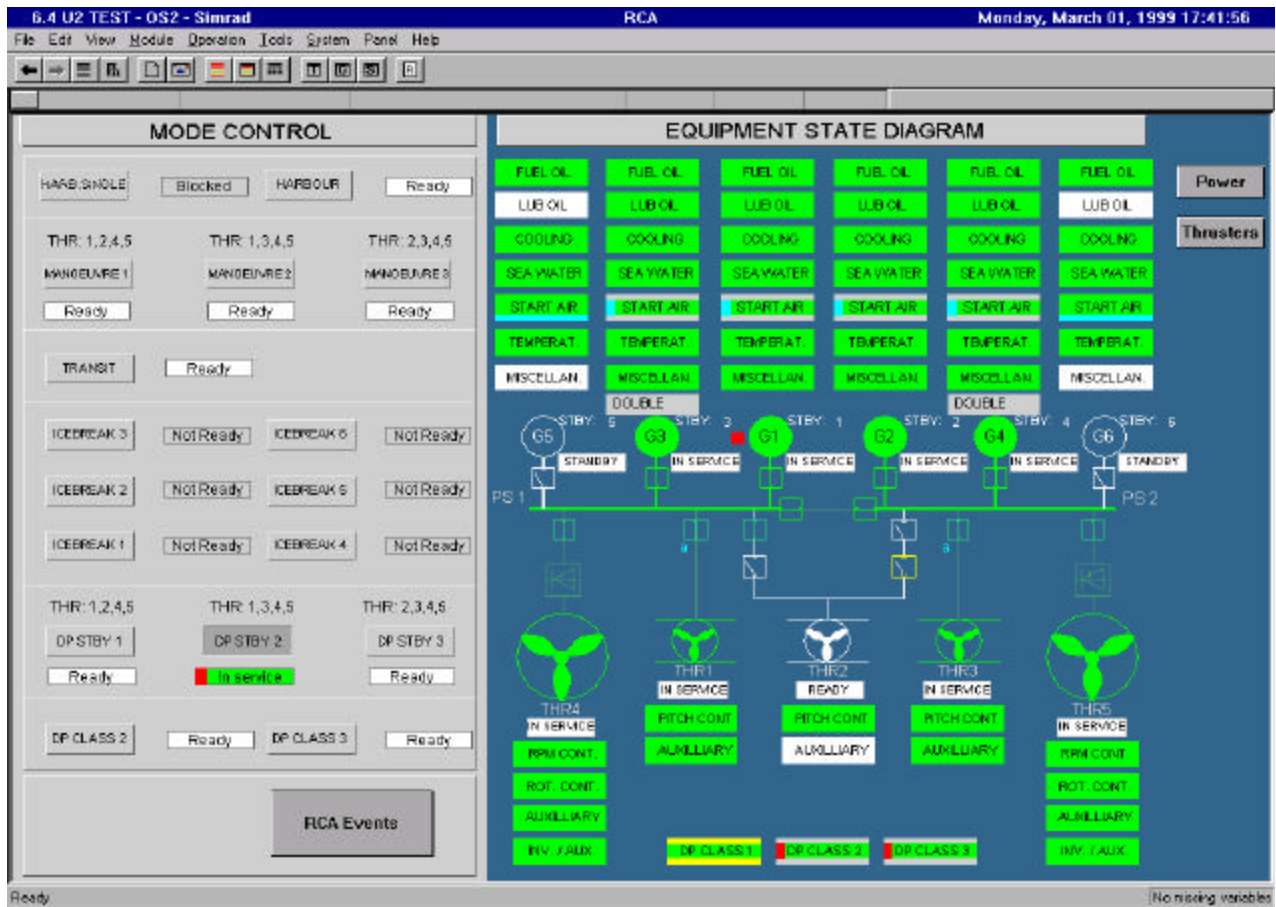 6.4 U2 TEST - OS2 - Simrad RCA Monday, March 01, 1999 17:41:56
File Edit View Module Operation Tools System Panel Help
MODE CONTROL
HARB.SINGLE Blocked HARBOUR Ready
THR: 1,2,4,5 THR: 1,3,4,5 THR: 2,3,4,5
MANOEUVRE 1 MANOEUVRE 2 MANOEUVRE 3
Ready Ready Ready
TRANSIT Ready
ICEBREAK 3 Not Ready ICEBREAK 6 Not Ready
ICEBREAK 2 Not Ready ICEBREAK 5 Not Ready
ICEBREAK 1 Not Ready ICEBREAK 4 Not Ready
THR: 1,2,4,5 THR: 1,3,4,5 THR: 2,3,4,5
DP STBY 1 DP STBY 2 DP STBY 3
Ready In service Ready
DP CLASS 2 Ready DP CLASS 3 Ready
RCA Events
EQUIPMENT STATE DIAGRAM
FUEL OIL FUEL OIL FUEL OIL FUEL OIL FUEL OIL FUEL OIL
LUB OIL LUB OIL LUB OIL LUB OIL LUB OIL LUB OIL
COOLING COOLING COOLING COOLING COOLING COOLING
SEA WATER SEA WATER SEA WATER SEA WATER SEA WATER SEA WATER
START AIR START AIR START AIR START AIR START AIR START AIR
TEMPERAT. TEMPERAT. TEMPERAT. TEMPERAT. TEMPERAT. TEMPERAT.
MISCELLAN. MISCELLAN. MISCELLAN. MISCELLAN. MISCELLAN. MISCELLAN.
DOUBLE DOUBLE
Power
Thrusters
STBY: 5 STBY: 3 STBY: 1 STBY: 2 STBY: 4 STBY: 6
G5 G3 G1 G2 G4 G6
STANDBY IN SERVICE IN SERVICE IN SERVICE IN SERVICE STANDBY
PS 1 PS 2
THR1 THR2 THR3
IN SERVICE READY IN SERVICE
THR4 THR5
IN SERVICE IN SERVICE
PITCH CONT PITCH CONT PITCH CONT
AUXILLIARY AUXILLIARY AUXILLIARY
RPM CONT. RPM CONT.
ROT. CONT. ROT. CONT.
AUXILLIARY AUXILLIARY
INV. / AUX. INV. / AUX.
DP CLASS 1 DP CLASS 2 DP CLASS 3
Ready No missing variables